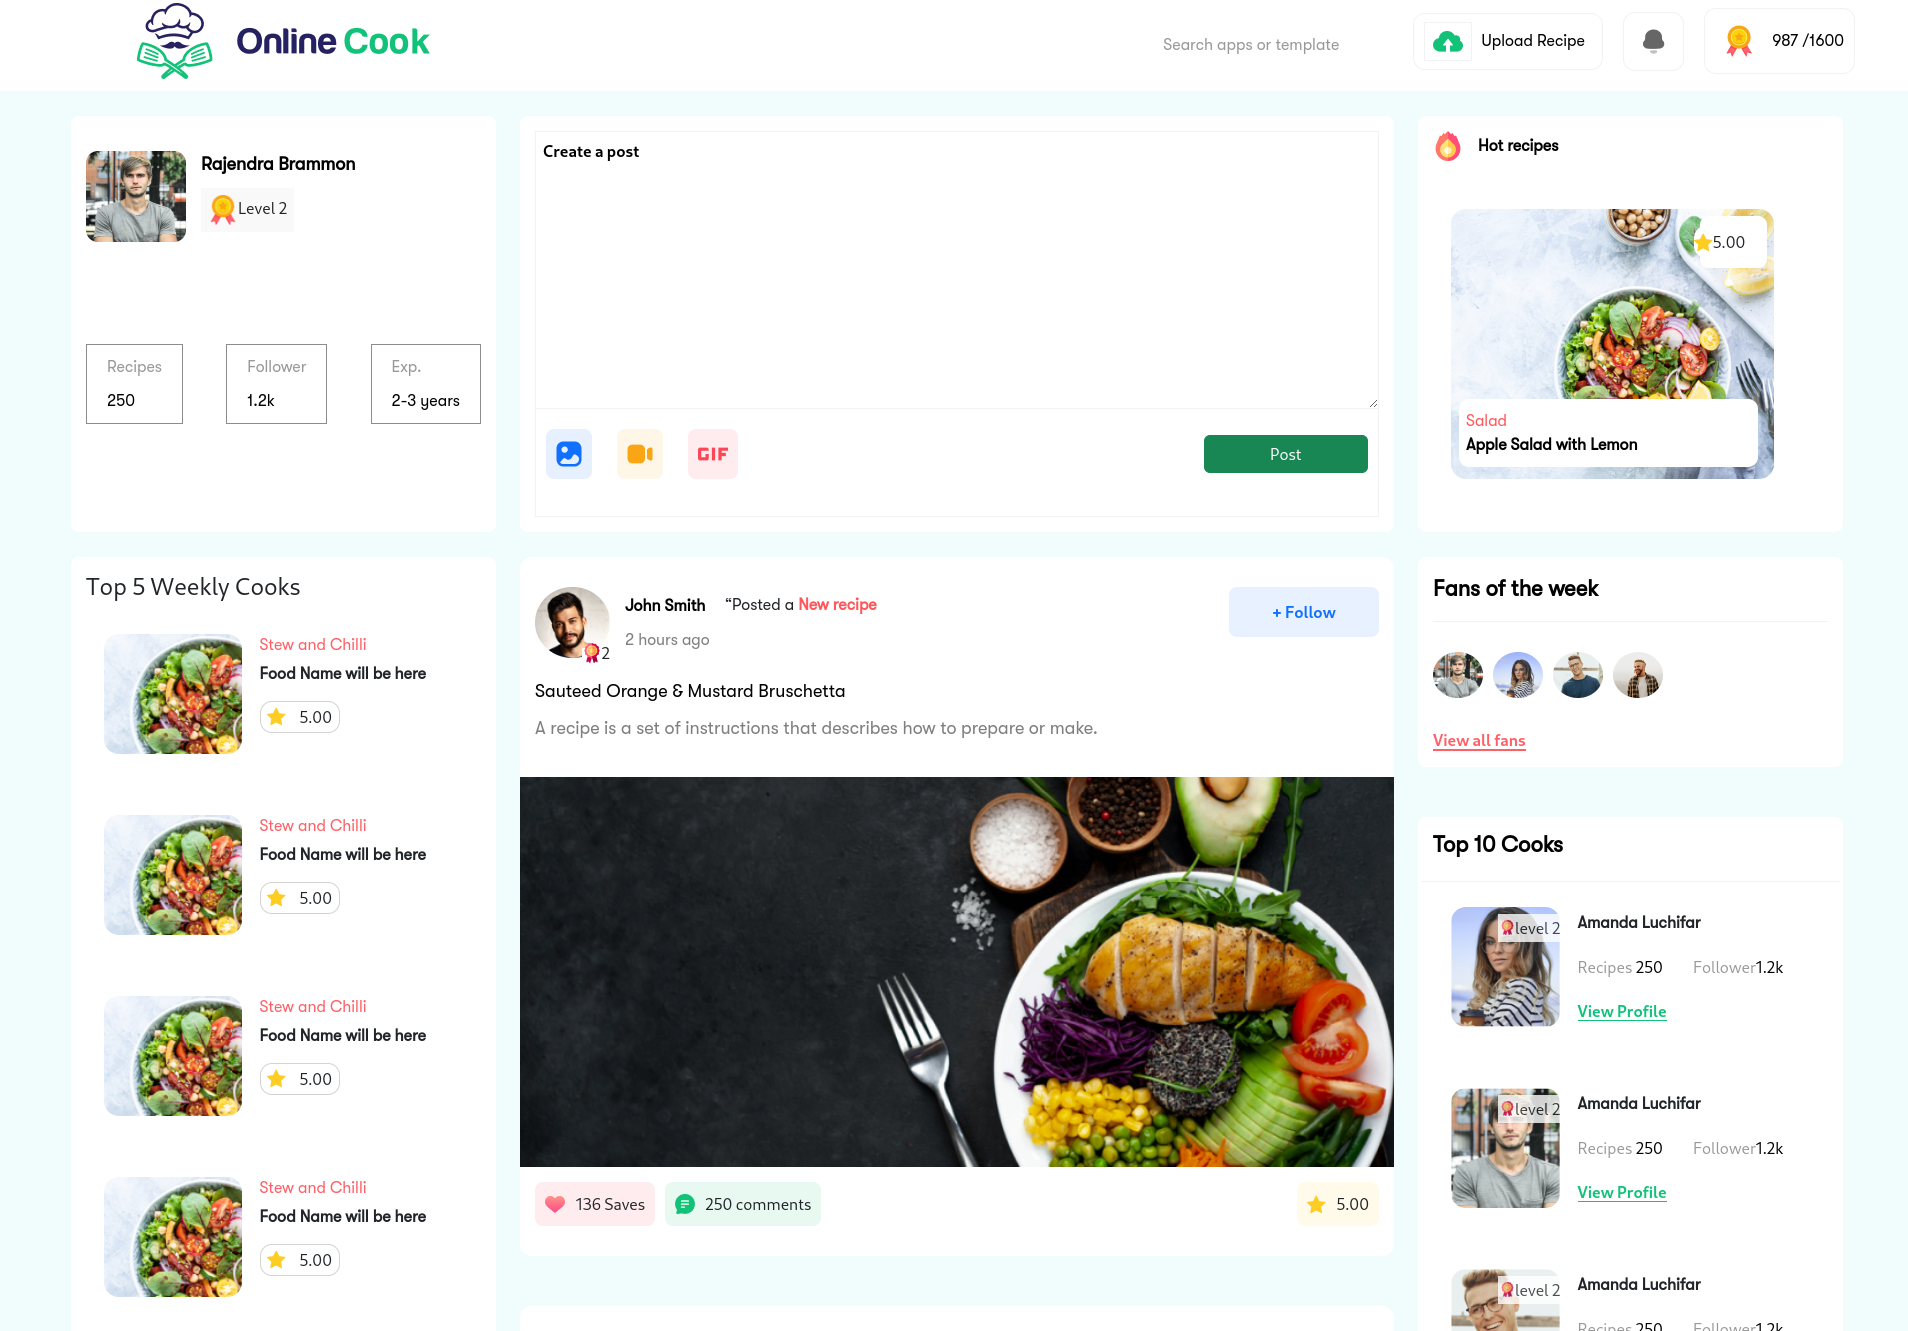 Online Cook
Search apps or template
Upload Recipe
987 /1600
Rajendra Brammon
Level 2
Recipes
250
Follower
1.2k
Exp.
2-3 years
Create a post
GIF
Post
Hot recipes
5.00
Salad
Apple Salad with Lemon
Top 5 Weekly Cooks
Stew and Chilli
Food Name will be here
5.00
Stew and Chilli
Food Name will be here
5.00
Stew and Chilli
Food Name will be here
5.00
Stew and Chilli
Food Name will be here
5.00
John Smith “Posted a New recipe
2 hours ago
2
+ Follow
Sauteed Orange & Mustard Bruschetta
A recipe is a set of instructions that describes how to prepare or make.
136 Saves
250 comments
5.00
Fans of the week
View all fans
Top 10 Cooks
level 2
Amanda Luchifar
Recipes 250 Follower1.2k
View Profile
level 2
Amanda Luchifar
Recipes 250 Follower1.2k
View Profile
level 2
Amanda Luchifar
Recipes 250 Follower1.2k